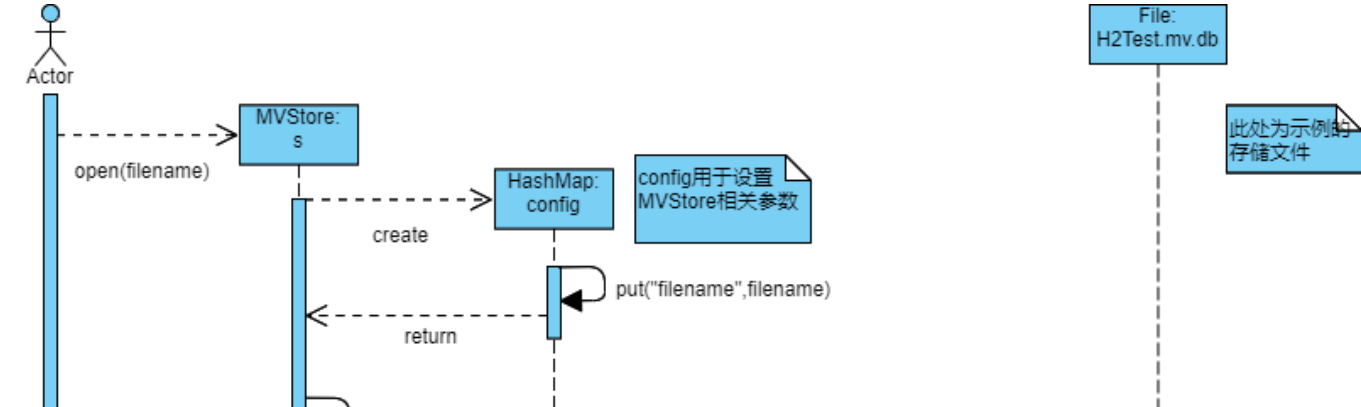 File:
H2Test.mv.db
Actor
MVStore:
s
此处为示例的
存储文件
open(filename)
HashMap:
config
config用于设置
MVStore相关参数
create
put("filename",filename)
return